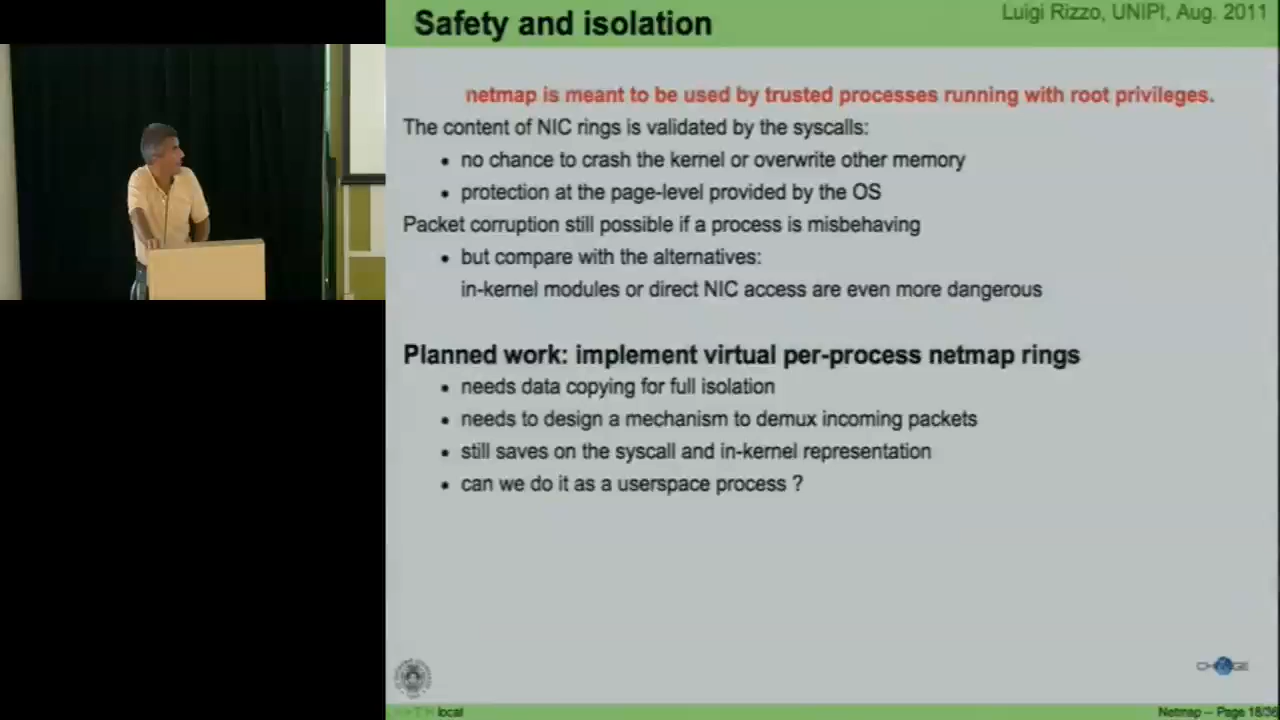 Safety and isolation
Luigi Rizzo, UNIPI, Aug. 2011
netmap is meant to be used by trusted processes running with root privileges.
The content of NIC rings is validated by the syscalls:
• no chance to crash the kernel or overwrite other memory
• protection at the page-level provided by the OS
Packet corruption still possible if a process is misbehaving
• but compare with the alternatives:
in-kernel modules or direct NIC access are even more dangerous
Planned work: implement virtual per-process netmap rings
• needs data copying for full isolation
• needs to design a mechanism to demux incoming packets
• still saves on the syscall and in-kernel representation
• can we do it as a userspace process ?
local
Netmap -- Page 18/36